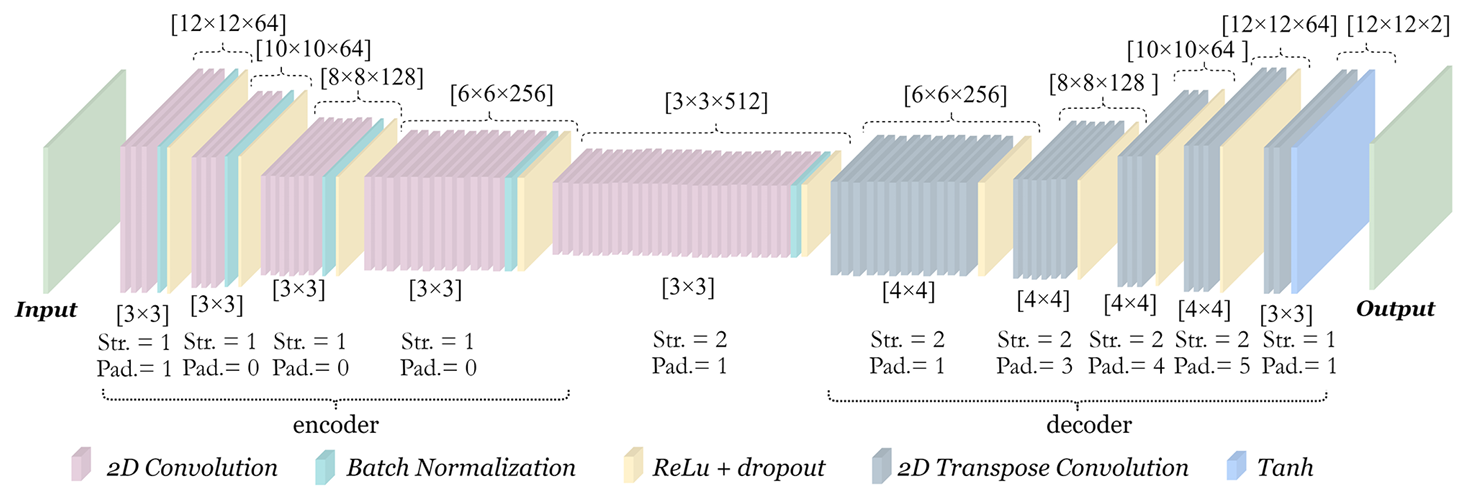 [12×12×64]
[10×10×64]
[8×8×128]
[6×6×256]
[3×3×512]
[6×6×256]
[8×8×128 ]
[10×10×64 ]
[12×12×64]
[12×12×2]
Input
[3×3]
[3×3]
[3×3]
[3×3]
[3×3]
[4×4]
[4×4]
[4×4]
[4×4]
[3×3]
Output
Str. = 1
Pad.= 1
Str. = 1
Pad.= 0
Str. = 1
Pad.= 0
Str. = 1
Pad.= 0
Str. = 2
Pad.= 1
Str. = 2
Pad.= 1
Str. = 2
Pad.= 3
Str. = 2
Pad.= 4
Str. = 2
Pad.= 5
Str. = 1
Pad.= 1
encoder
decoder
2D Convolution
Batch Normalization
ReLu + dropout
2D Transpose Convolution
Tanh